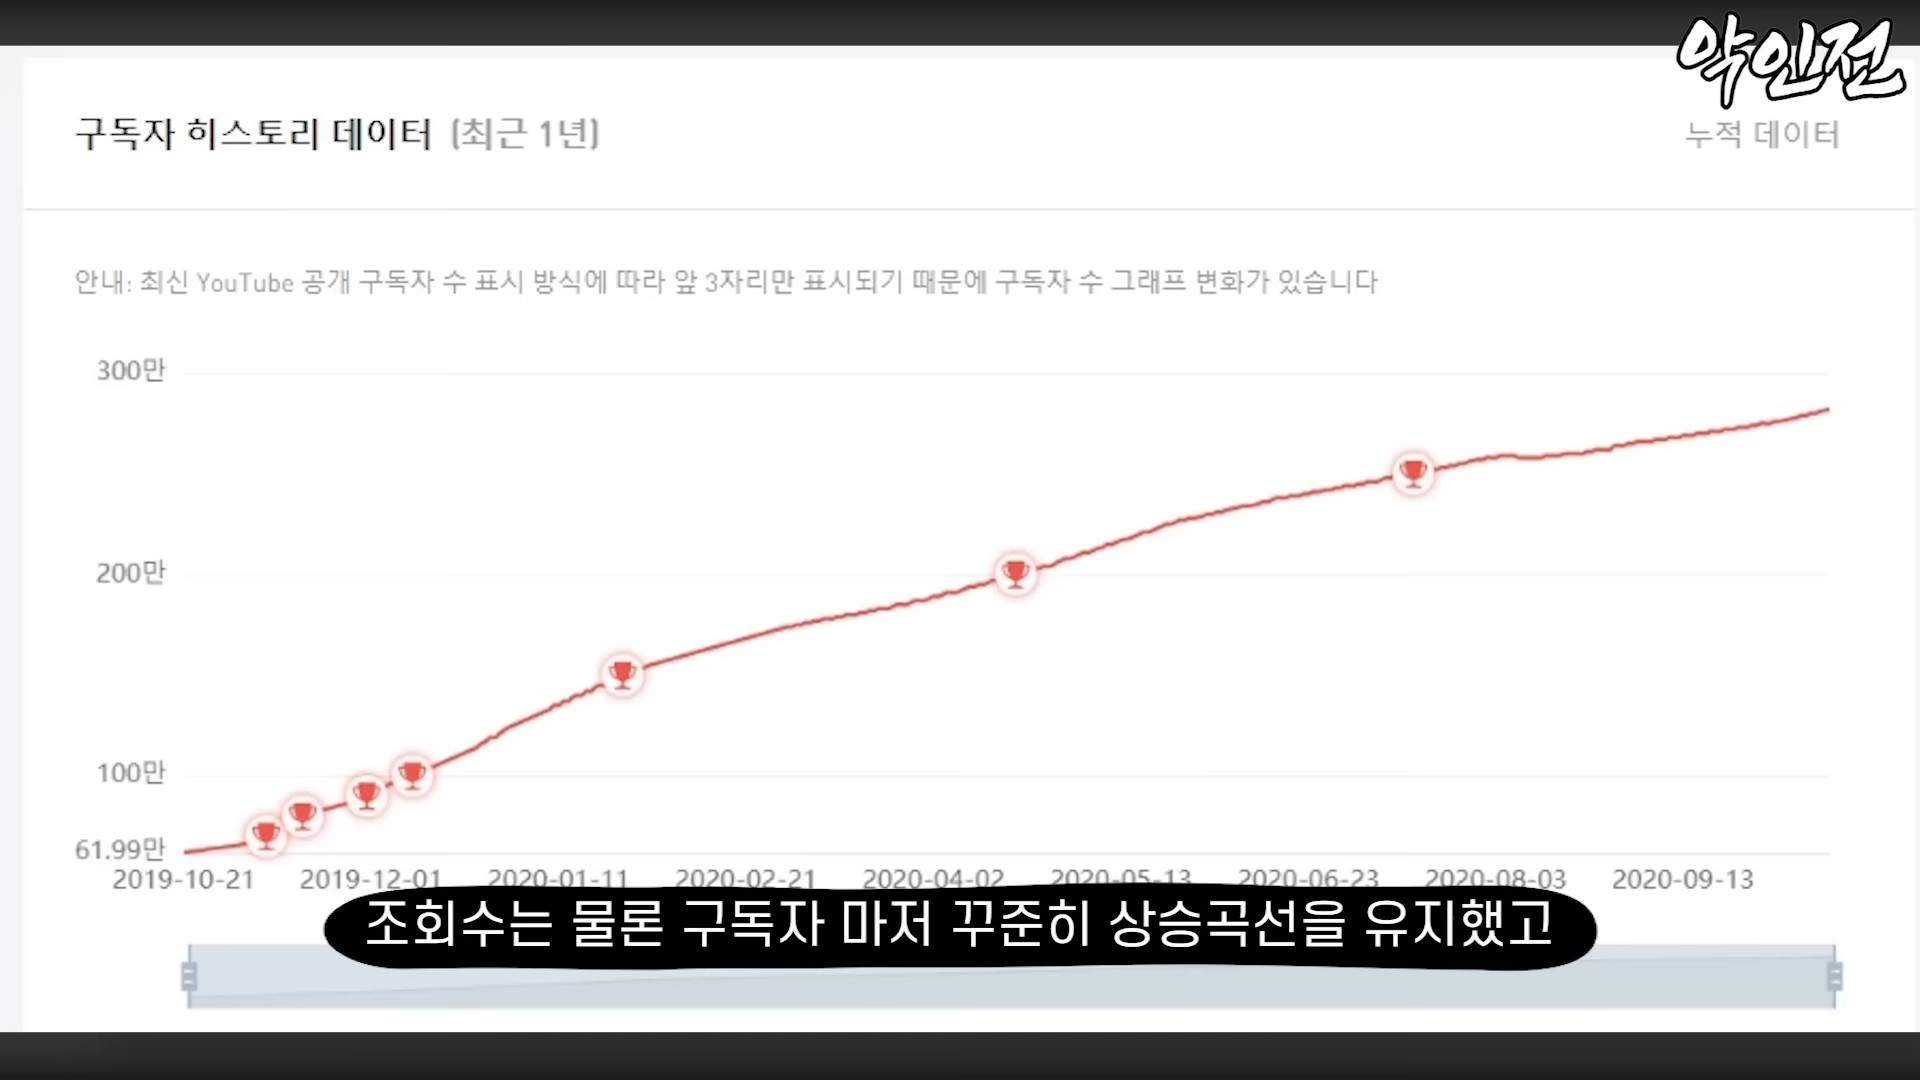 약인전
구독자 히스토리 데이터 (최근 1년)
누적 데이터
안내: 최신 YouTube 공개 구독자 수 표시 방식에 따라 앞 3자리만 표시되기 때문에 구독자 수 그래프 변화가 있습니다
300만
200만
100만
61.99만
2019-10-21 2019-12-01 2020-01-11 2020-02-21 2020-04-02 2020-05-13 2020-06-23 2020-08-03 2020-09-13
조회수는 물론 구독자 마저 꾸준히 상승곡선을 유지했고